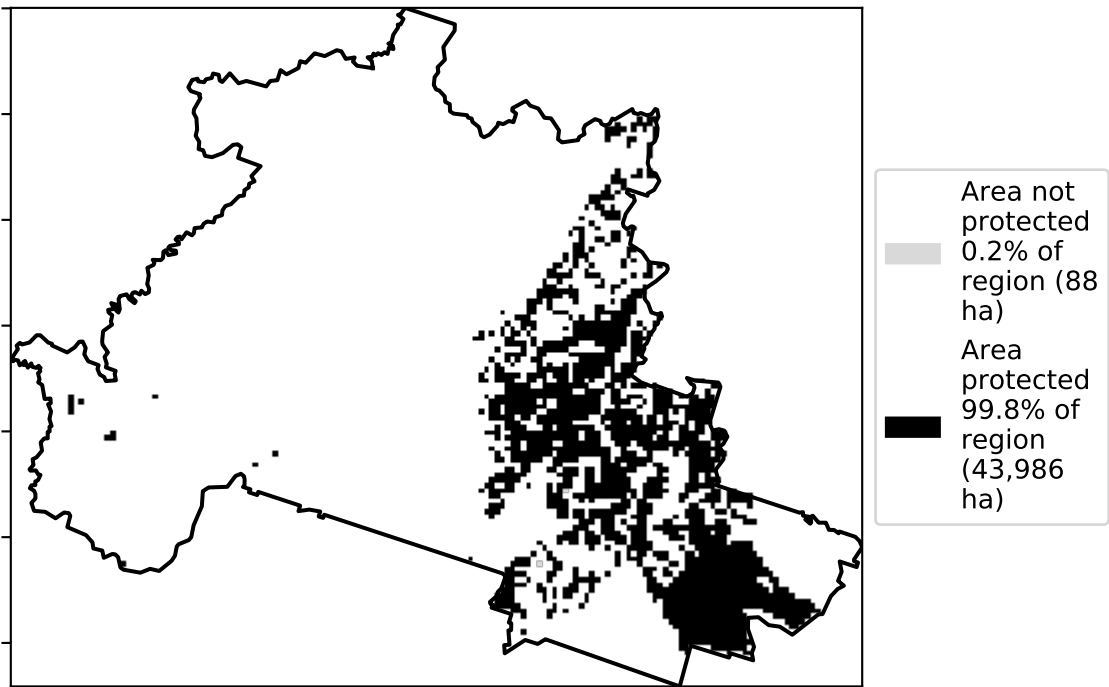 Area not
protected
0.2% of
region (88
ha)
Area
protected
99.8% of
region
(43,986
ha)